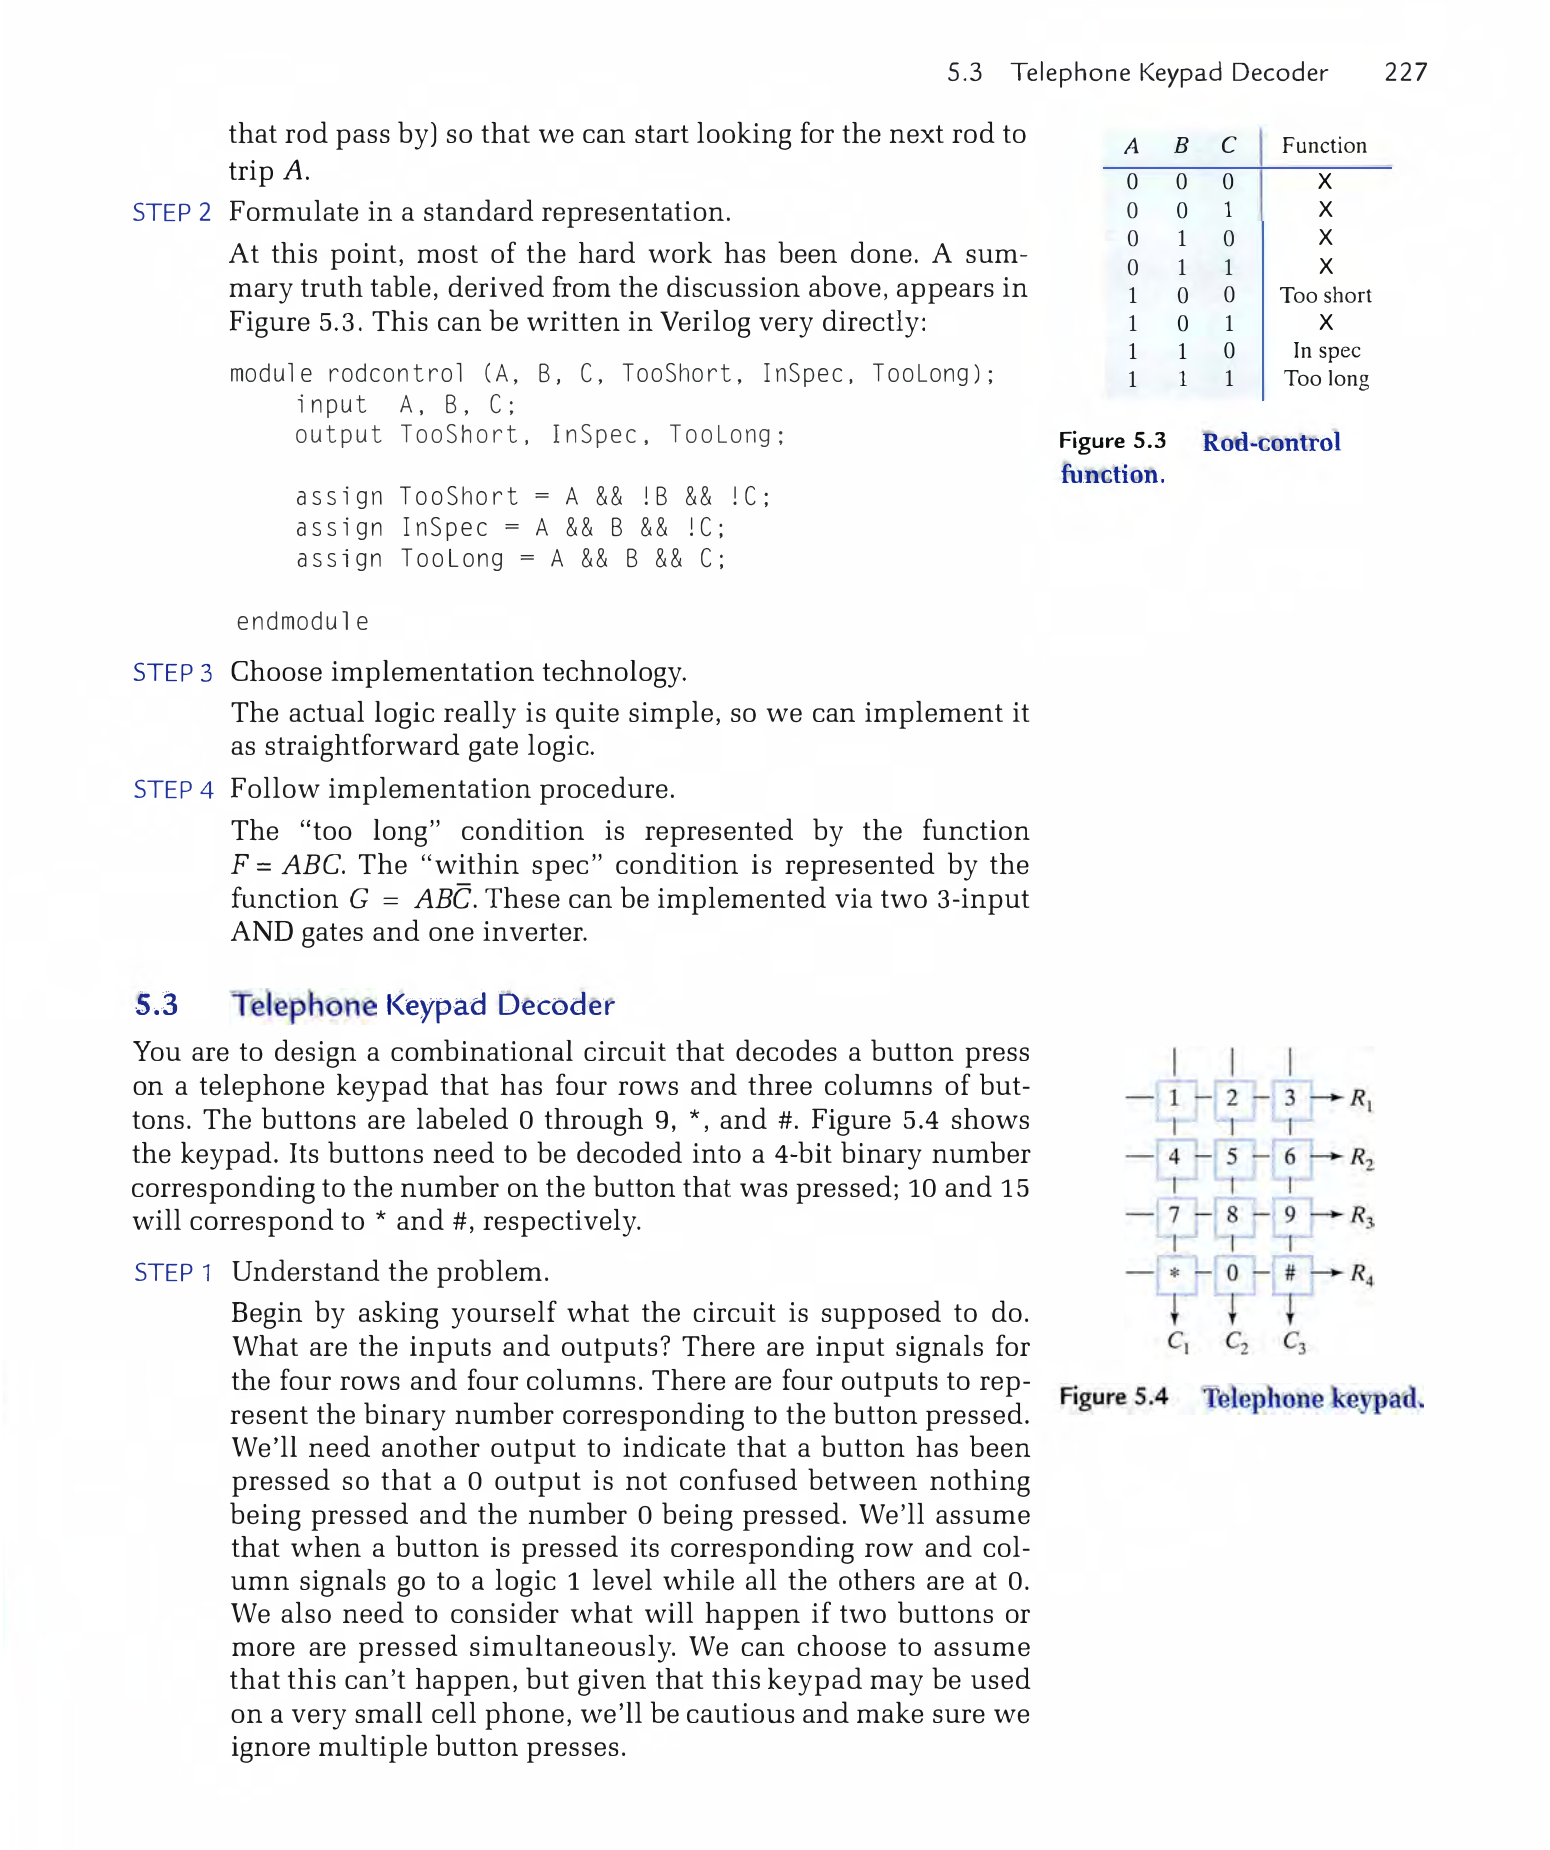 5.3 Telephone Keypad Decoder 227
that rod pass by) so that we can start looking for the next rod to
trip A.
STEP 2 Formulate in a standard representation.
At this point, most of the hard work has been done. A sum-
mary truth table, derived from the discussion above, appears in
Figure 5.3. This can be written in Verilog very directly:
module rodcontrol (A, B, C, TooShort, InSpec, TooLong);
input A, B, C;
output TooShort, InSpec, TooLong;
assign TooShort = A && !B && !C;
assign InSpec = A && B && !C;
assign TooLong = A && B && C;
endmodule
STEP 3 Choose implementation technology.
The actual logic really is quite simple, so we can implement it
as straightforward gate logic.
STEP 4 Follow implementation procedure.
The “too long” condition is represented by the function
F = ABC. The “within spec” condition is represented by the
function G = ABC̅. These can be implemented via two 3-input
AND gates and one inverter.
A B C Function
0 0 0 X
0 0 1 X
0 1 0 X
0 1 1 X
1 0 0 Too short
1 0 1 X
1 1 0 In spec
1 1 1 Too long
Figure 5.3 Rod-control
function.
5.3 Telephone Keypad Decoder
You are to design a combinational circuit that decodes a button press
on a telephone keypad that has four rows and three columns of but-
tons. The buttons are labeled 0 through 9, *, and #. Figure 5.4 shows
the keypad. Its buttons need to be decoded into a 4-bit binary number
corresponding to the number on the button that was pressed; 10 and 15
will correspond to * and #, respectively.
STEP 1 Understand the problem.
Begin by asking yourself what the circuit is supposed to do.
What are the inputs and outputs? There are input signals for
the four rows and four columns. There are four outputs to rep-
resent the binary number corresponding to the button pressed.
We’ll need another output to indicate that a button has been
pressed so that a 0 output is not confused between nothing
being pressed and the number 0 being pressed. We’ll assume
that when a button is pressed its corresponding row and col-
umn signals go to a logic 1 level while all the others are at 0.
We also need to consider what will happen if two buttons or
more are pressed simultaneously. We can choose to assume
that this can’t happen, but given that this keypad may be used
on a very small cell phone, we’ll be cautious and make sure we
ignore multiple button presses.
1 2 3 R₁
4 5 6 R₂
7 8 9 R₃
* 0 # R₄
C₁ C₂ C₃
Figure 5.4 Telephone keypad.